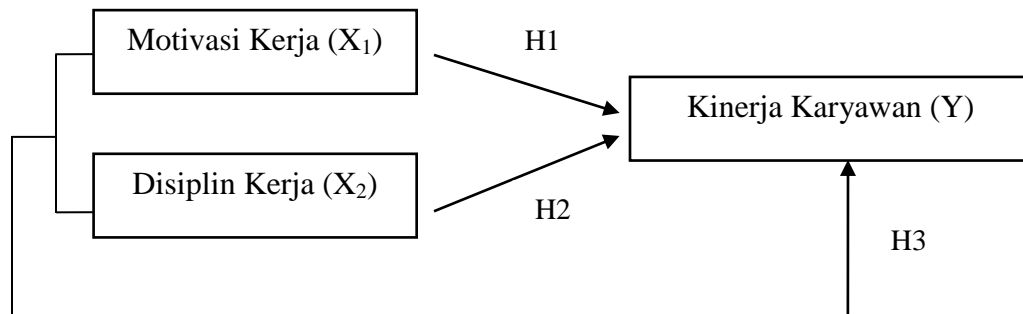 Motivasi Kerja (X₁)
H1
Kinerja Karyawan (Y)
Disiplin Kerja (X₂)
H2
H3